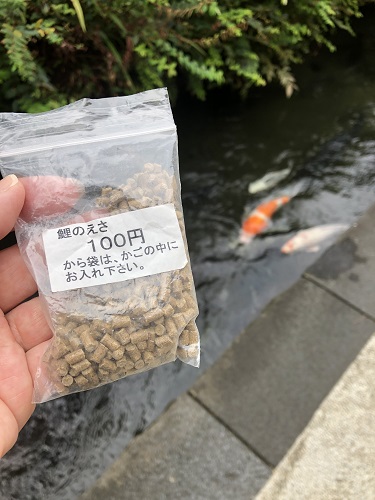 鯉のえさ
100円
から袋は、かごの中に
お入れ下さい。